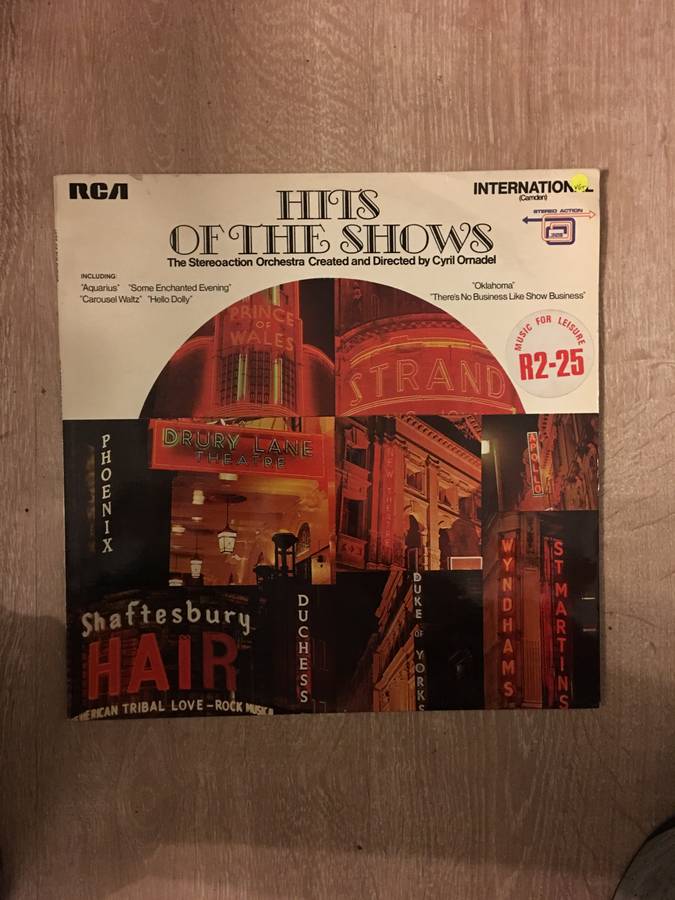 RCA
INTERNATIONAL
(Camden)
HITS
OF THE SHOWS
STEREO ACTION
The Stereoaction Orchestra Created and Directed by Cyril Ornadel
INCLUDING:
"Aquarius" "Some Enchanted Evening"
"Carousel Waltz" "Hello Dolly"
"Oklahoma"
"There's No Business Like Show Business"
MUSIC FOR LEISURE
R2-25
PRINCE
OF
WALES
STRAND
PHOENIX
DRURY LANE
THEATRE
NEW THEATRE
APOLLO
WYNDHAMS
ST MARTINS
Shaftesbury
HAIR
AMERICAN TRIBAL LOVE-ROCK MUSICA
DUCHESS
DUKE OF YORKS